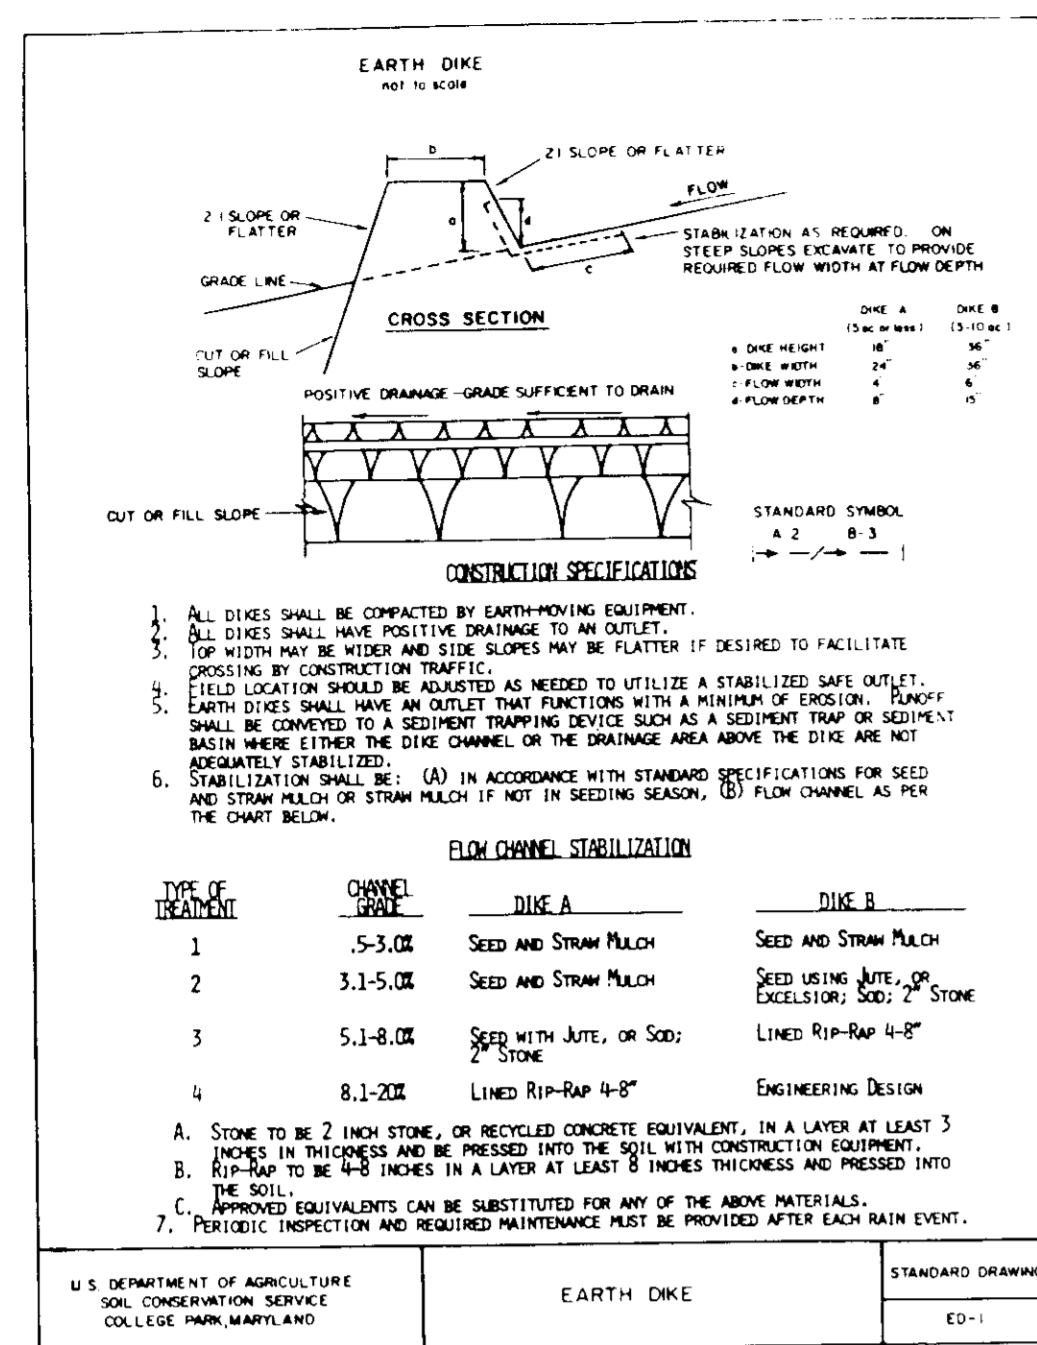 EARTH DIKE
not to scale
b
2:1 SLOPE OR FLATTER
FLOW
2:1 SLOPE OR
FLATTER
a
d
STABILIZATION AS REQUIRED. ON
STEEP SLOPES EXCAVATE TO PROVIDE
REQUIRED FLOW WIDTH AT FLOW DEPTH
c
GRADE LINE
CROSS SECTION
CUT OR FILL
SLOPE
DIKE A DIKE B
(5 ac or less) (5-10 ac)
a-DIKE HEIGHT 18" 36"
b-DIKE WIDTH 24" 36"
c-FLOW WIDTH 4' 6'
d-FLOW DEPTH 8" 15"
POSITIVE DRAINAGE-GRADE SUFFICIENT TO DRAIN
CUT OR FILL SLOPE
STANDARD SYMBOL
A 2 B-3
CONSTRUCTION SPECIFICATIONS
1. ALL DIKES SHALL BE COMPACTED BY EARTH-MOVING EQUIPMENT.
2. ALL DIKES SHALL HAVE POSITIVE DRAINAGE TO AN OUTLET.
3. TOP WIDTH MAY BE WIDER AND SIDE SLOPES MAY BE FLATTER IF DESIRED TO FACILITATE
CROSSING BY CONSTRUCTION TRAFFIC.
4. FIELD LOCATION SHOULD BE ADJUSTED AS NEEDED TO UTILIZE A STABILIZED SAFE OUTLET.
5. EARTH DIKES SHALL HAVE AN OUTLET THAT FUNCTIONS WITH A MINIMUM OF EROSION. RUNOFF
SHALL BE CONVEYED TO A SEDIMENT TRAPPING DEVICE SUCH AS A SEDIMENT TRAP OR SEDIMENT
BASIN WHERE EITHER THE DIKE CHANNEL OR THE DRAINAGE AREA ABOVE THE DIKE ARE NOT
ADEQUATELY STABILIZED.
6. STABILIZATION SHALL BE: (A) IN ACCORDANCE WITH STANDARD SPECIFICATIONS FOR SEED
AND STRAW MULCH OR STRAW MULCH IF NOT IN SEEDING SEASON, (B) FLOW CHANNEL AS PER
THE CHART BELOW.
FLOW CHANNEL STABILIZATION
TYPE OF TREATMENT CHANNEL GRADE DIKE A DIKE B
1 .5-3.0% SEED AND STRAW MULCH SEED AND STRAW MULCH
2 3.1-5.0% SEED AND STRAW MULCH SEED USING JUTE, OR
EXCELSIOR; SOD; 2" STONE
3 5.1-8.0% SEED WITH JUTE, OR SOD; LINED RIP-RAP 4-8"
2" STONE
4 8.1-20% LINED RIP-RAP 4-8" ENGINEERING DESIGN
A. STONE TO BE 2 INCH STONE, OR RECYCLED CONCRETE EQUIVALENT, IN A LAYER AT LEAST 3
INCHES IN THICKNESS AND BE PRESSED INTO THE SOIL WITH CONSTRUCTION EQUIPMENT.
B. RIP-RAP TO BE 4-8 INCHES IN A LAYER AT LEAST 8 INCHES THICKNESS AND PRESSED INTO
THE SOIL.
C. APPROVED EQUIVALENTS CAN BE SUBSTITUTED FOR ANY OF THE ABOVE MATERIALS.
7. PERIODIC INSPECTION AND REQUIRED MAINTENANCE MUST BE PROVIDED AFTER EACH RAIN EVENT.
U.S. DEPARTMENT OF AGRICULTURE
SOIL CONSERVATION SERVICE
COLLEGE PARK, MARYLAND
EARTH DIKE
STANDARD DRAWING
ED-1